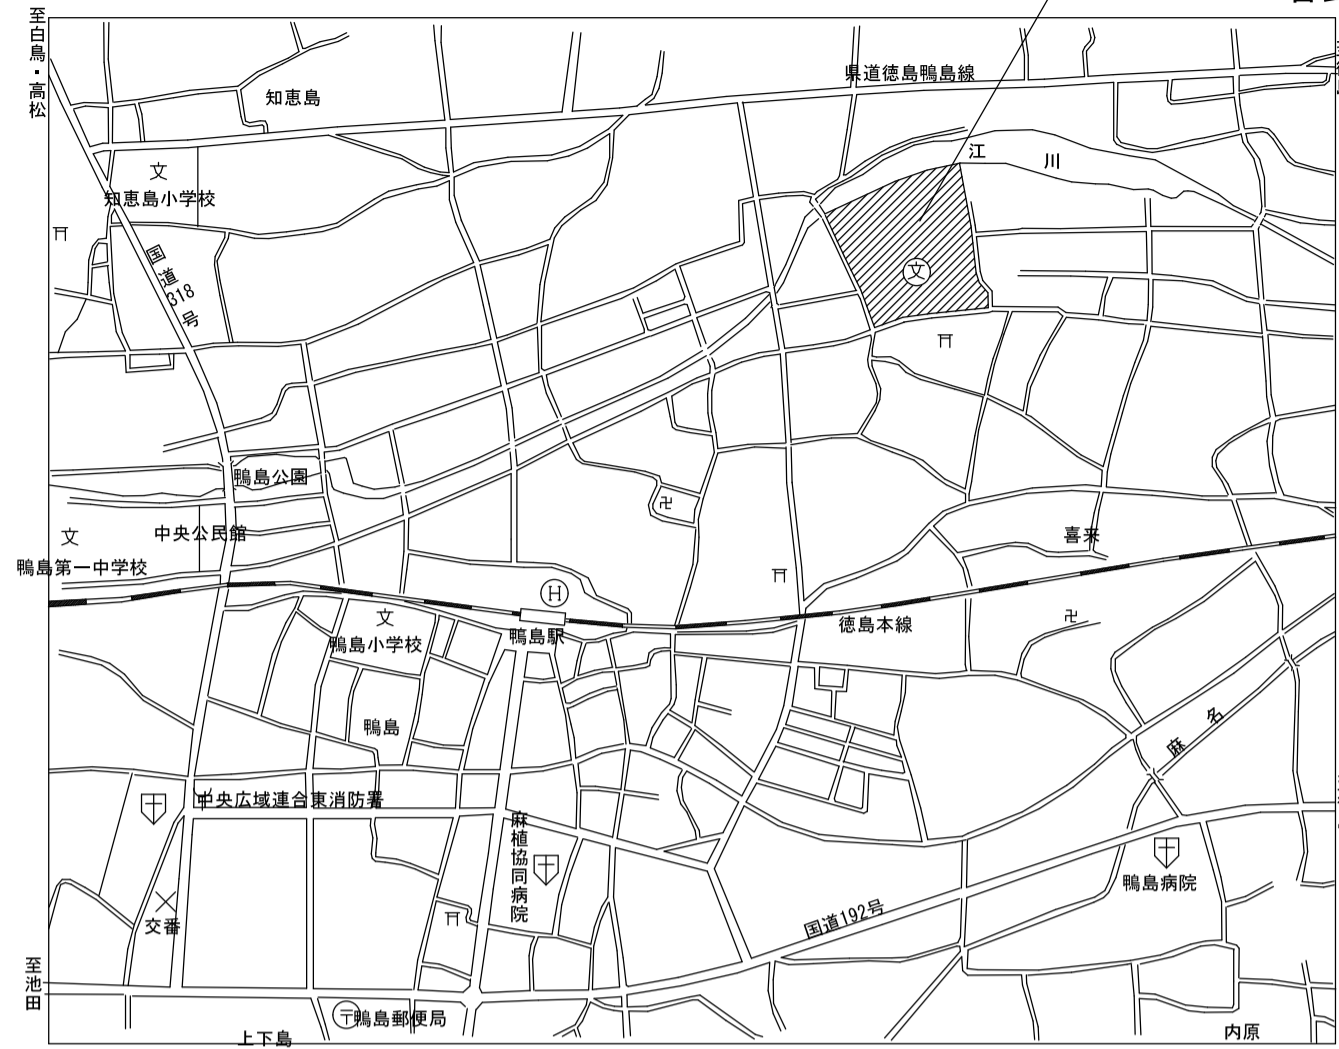 至白鳥・高松
県道徳島鴨島線
知恵島
江川
文
知恵島小学校
国道318号
文
鴨島公園
中央公民館
文
鴨島第一中学校
喜来
H
文
鴨島小学校
鴨島駅
徳島本線
鴨島
麻名
中央広域連合東消防署
麻植協同病院
鴨島病院
交番
国道192号
至池田
〒鴨島郵便局
上下島
内原